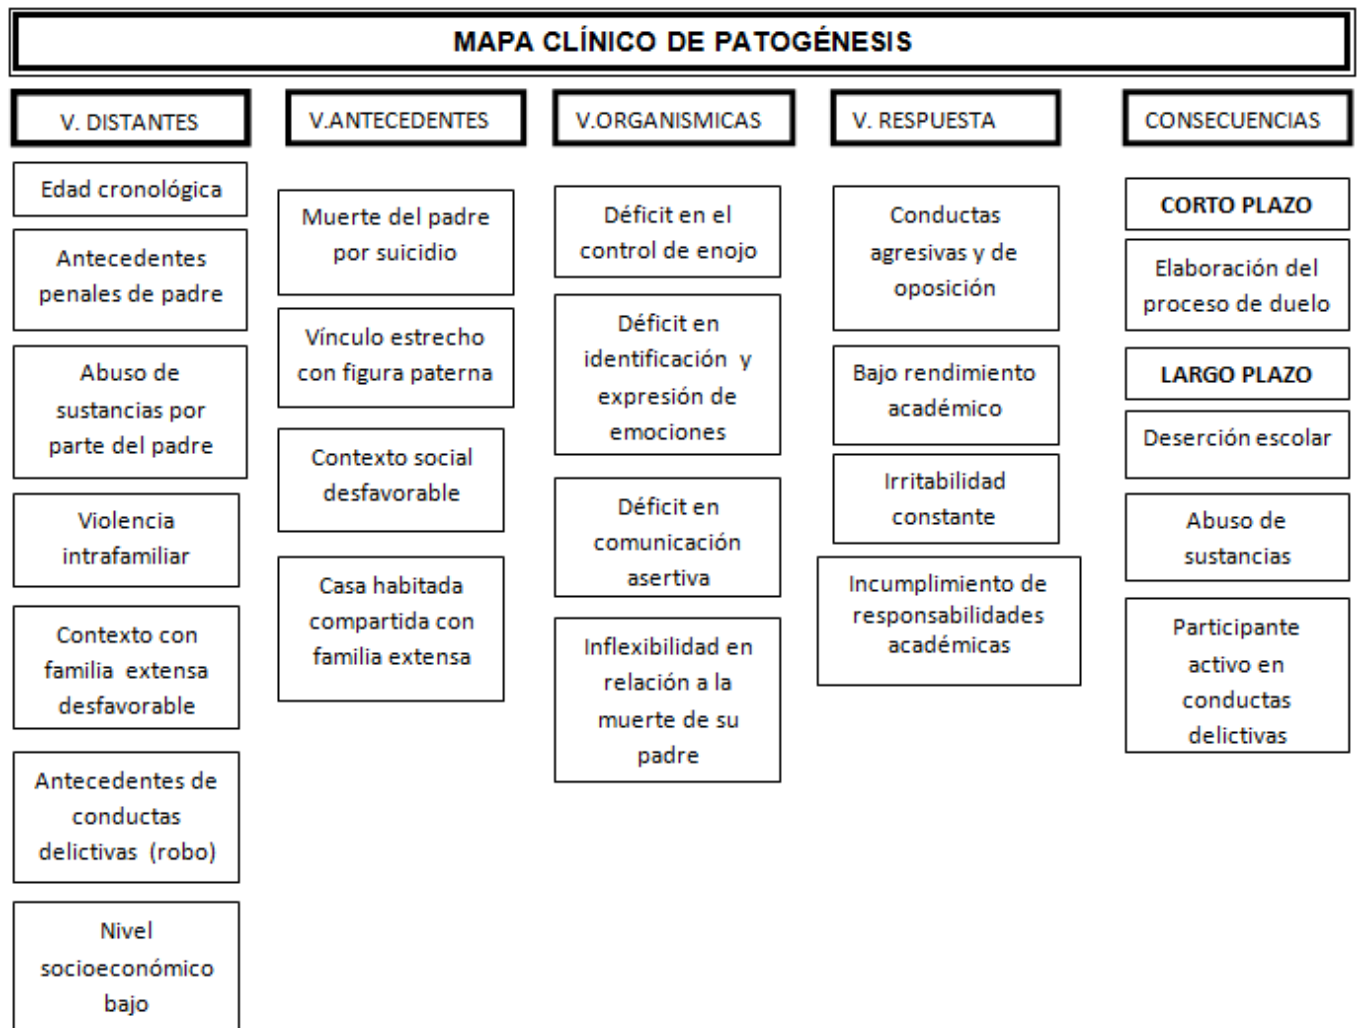 MAPA CLÍNICO DE PATOGÉNESIS
V. DISTANTES
Edad cronológica
Antecedentes
penales de padre
Abuso de
sustancias por
parte del padre
Violencia
intrafamiliar
Contexto con
familia extensa
desfavorable
Antecedentes de
conductas
delictivas (robo)
Nivel
socioeconómico
bajo
V.ANTECEDENTES
Muerte del padre
por suicidio
Vínculo estrecho
con figura paterna
Contexto social
desfavorable
Casa habitada
compartida con
familia extensa
V.ORGANISMICAS
Déficit en el
control de enojo
Déficit en
identificación y
expresión de
emociones
Déficit en
comunicación
asertiva
Inflexibilidad en
relación a la
muerte de su
padre
V. RESPUESTA
Conductas
agresivas y de
oposición
Bajo rendimiento
académico
Irritabilidad
constante
Incumplimiento de
responsabilidades
académicas
CONSECUENCIAS
CORTO PLAZO
Elaboración del
proceso de duelo
LARGO PLAZO
Deserción escolar
Abuso de
sustancias
Participante
activo en
conductas
delictivas